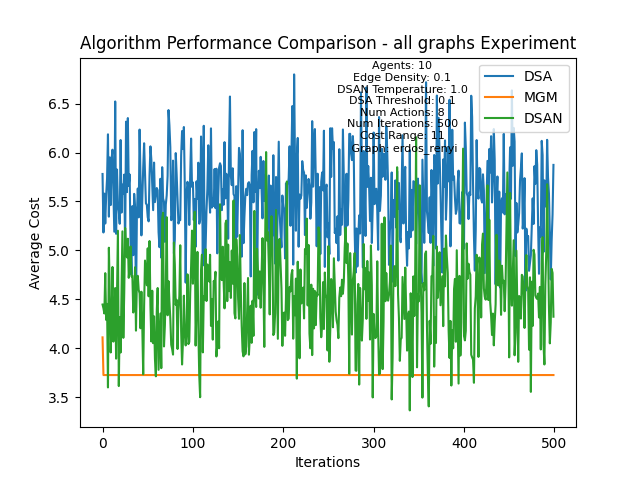 Algorithm Performance Comparison - all graphs Experiment
Agents: 10
Edge Density: 0.1
DSAN Temperature: 1.0
DSA Threshold: 0.1
Num Actions: 8
Num Iterations: 500
Cost Range: 11
Graph: erdos_renyi
DSA
MGM
DSAN
Average Cost
6.5
6.0
5.5
5.0
4.5
4.0
3.5
0
100
200
300
400
500
Iterations